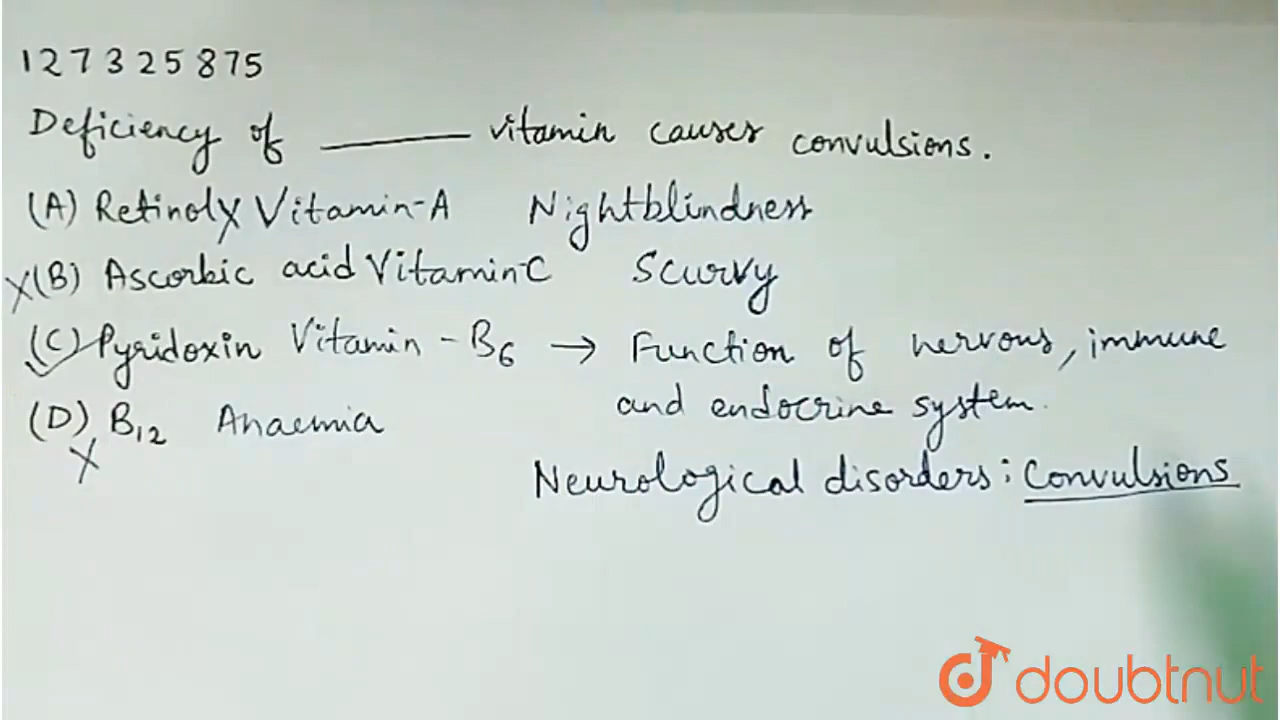 127325875
Deficiency of ______ vitamin causes convulsions.
(A) Retinol X Vitamin-A Nightblindness
X (B) Ascorbic acid Vitamin-C Scurvy
(C) Pyridoxin Vitamin - B6 → Function of nervous, immune
and endocrine system.
(D) B12 Anaemia
X
Neurological disorders : Convulsions
doubtnut